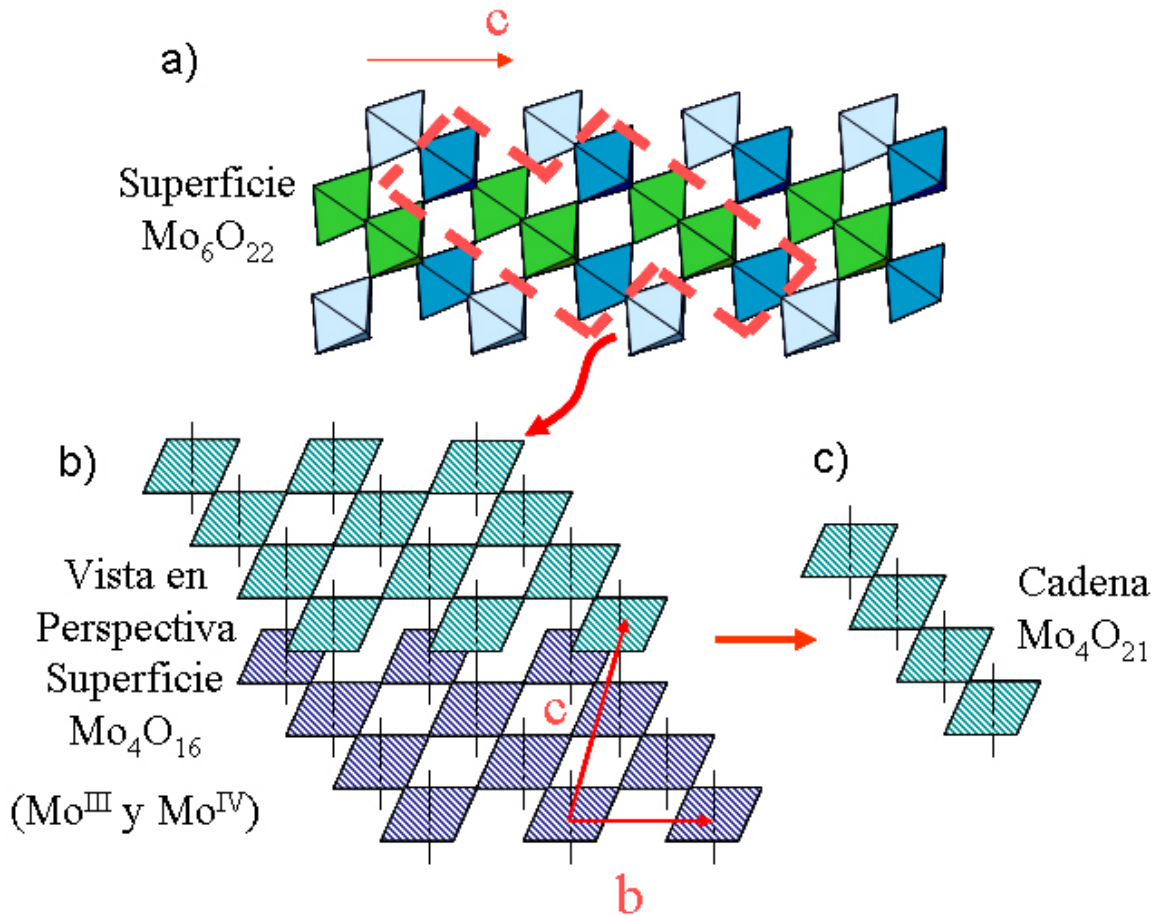 a)
c
Superficie
Mo₆O₂₂
b)
Vista en
Perspectiva
Superficie
Mo₄O₁₆
(Moᴵᴵᴵ y Moᴵⱽ)
c
b
c)
Cadena
Mo₄O₂₁